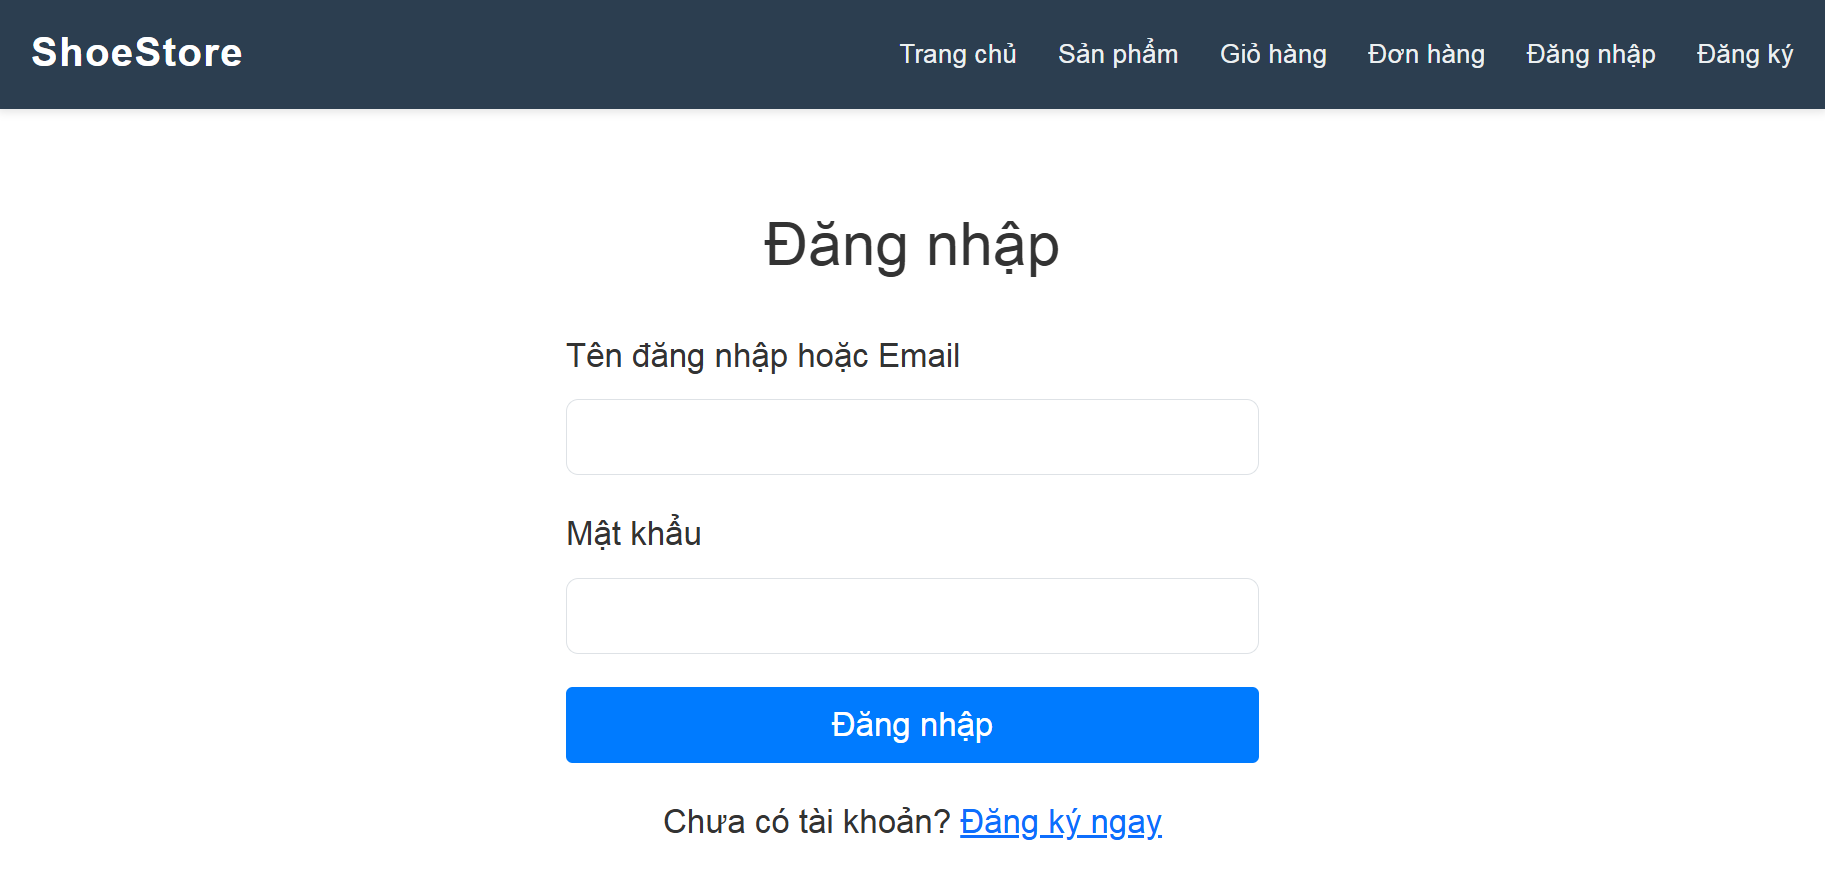 ShoeStore
Trang chủ Sản phẩm Giỏ hàng Đơn hàng Đăng nhập Đăng ký
Đăng nhập
Tên đăng nhập hoặc Email
Mật khẩu
Đăng nhập
Chưa có tài khoản? Đăng ký ngay